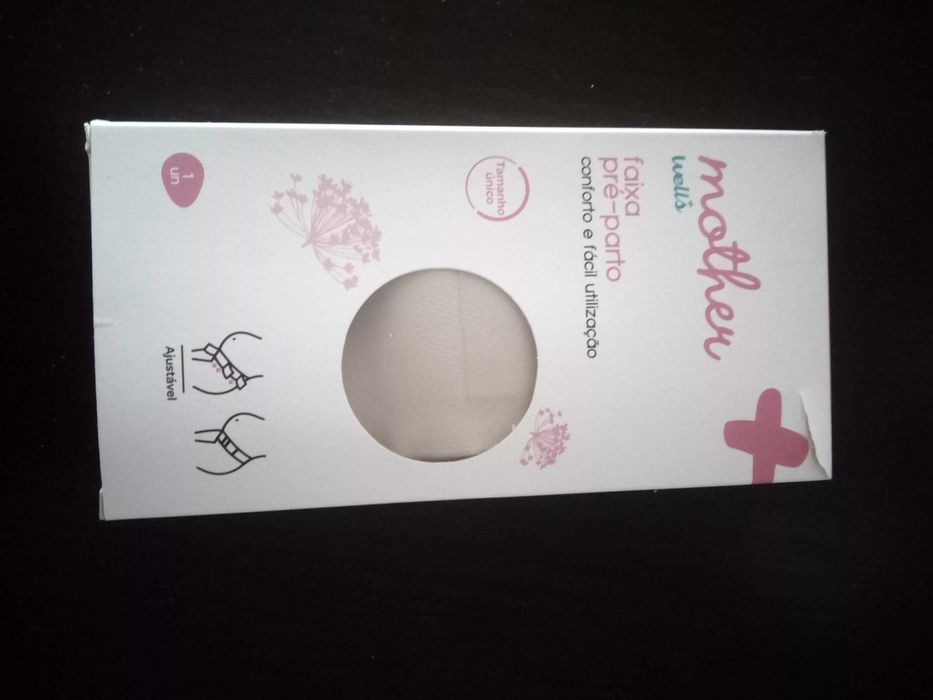 mother
wells
faixa
pré-parto
conforto e fácil utilização
Tamanho
único
Ajustável
1
un